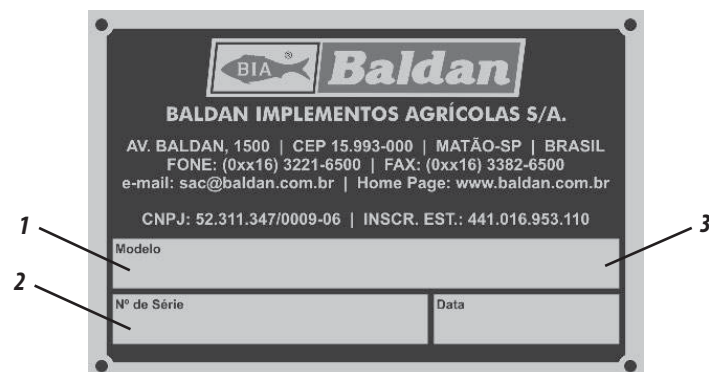 BIA ® Baldan
BALDAN IMPLEMENTOS AGRÍCOLAS S/A.
AV. BALDAN, 1500 | CEP 15.993-000 | MATÃO-SP | BRASIL
FONE: (0xx16) 3221-6500 | FAX: (0xx16) 3382-6500
e-mail: sac@baldan.com.br | Home Page: www.baldan.com.br
CNPJ: 52.311.347/0009-06 | INSCR. EST.: 441.016.953.110
1
3
Modelo
2
Nº de Série Data